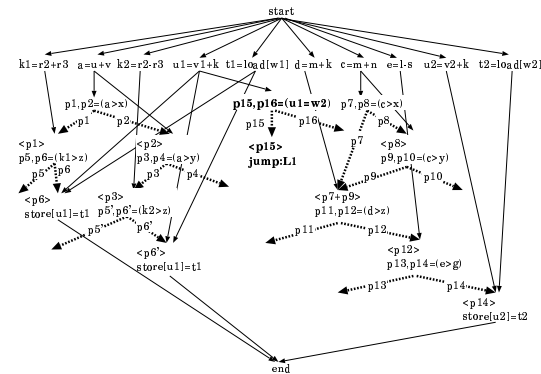 start
k1=r2+r3 a=u+v k2=r2-r3 u1=v1+k t1=load[w1] d=m+k c=m+n e=l-s u2=v2+k t2=load[w2]
p1,p2=(a>x) p15,p16=(u1=w2) p7,p8=(c>x)
p1 p2 p15 p16 p8
<p1> <p2> <p15> p7 <p8>
p5,p6=(k1>z) p3,p4=(a>y) jump:L1 p9,p10=(c>y)
p5 p6 p3 p4 p9 p10
<p6> <p3> <p7+p9>
store[u1]=t1 p5',p6'=(k2>z) p11,p12=(d>z)
p5' p6' p11 p12
<p6'> <p12>
store[u1]=t1 p13,p14=(e>g)
p13 p14
<p14>
store[u2]=t2
end